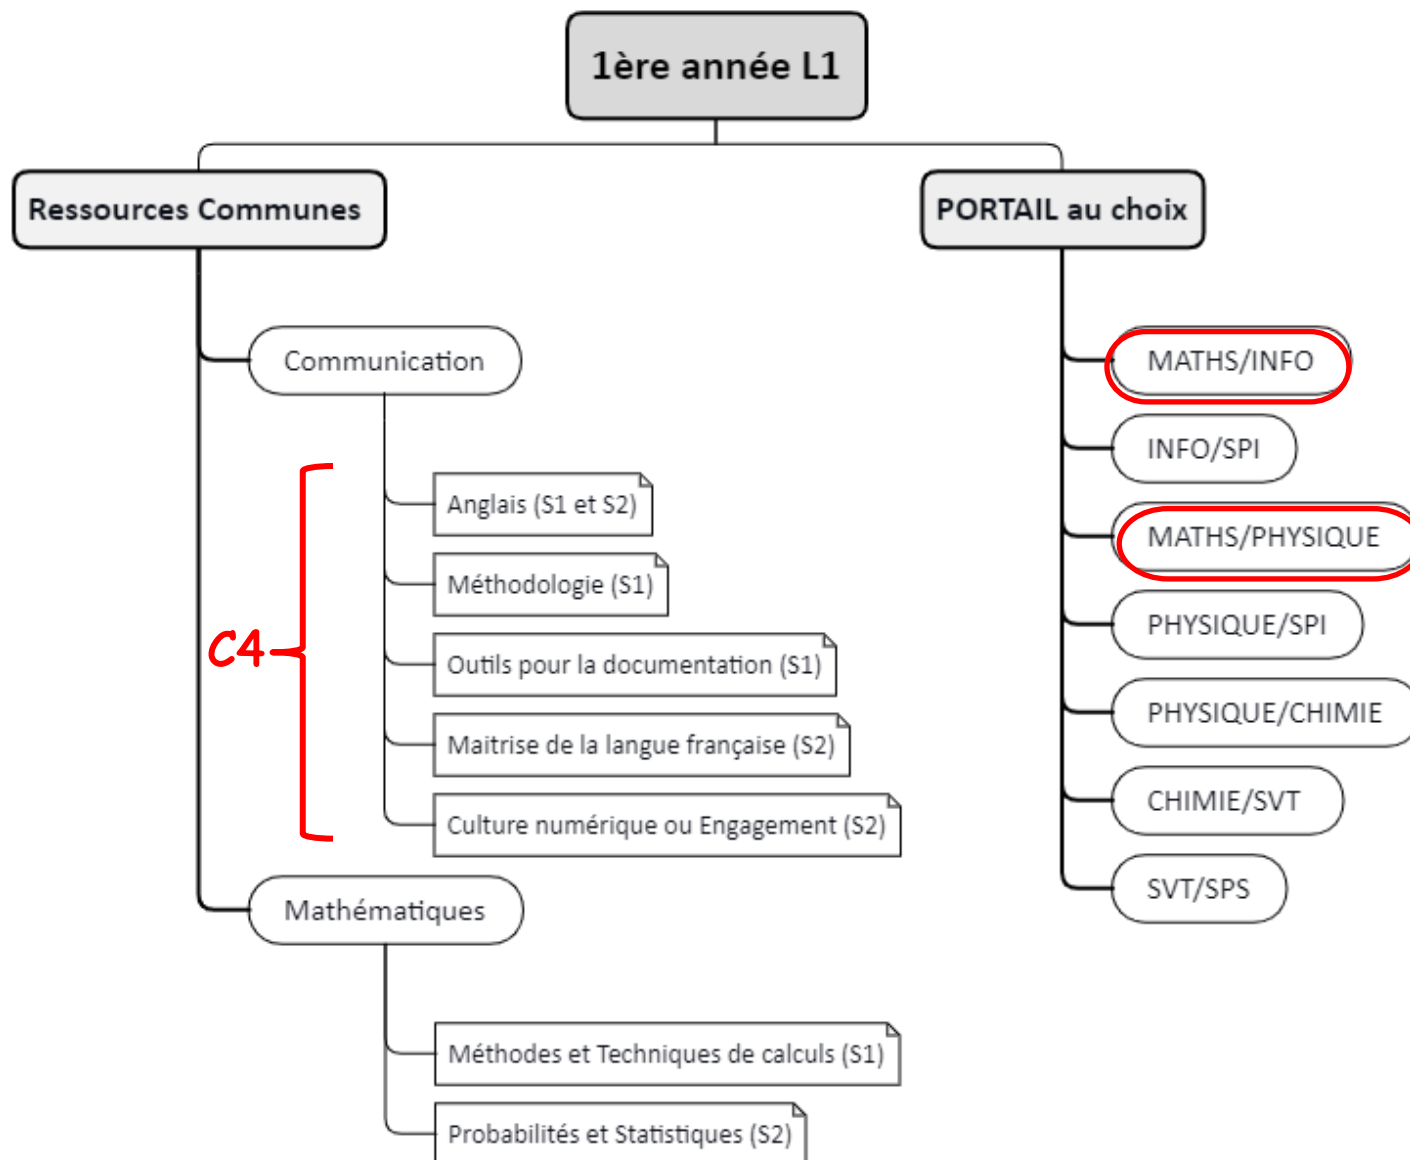 1ère année L1
Ressources Communes
PORTAIL au choix
Communication
C4
Anglais (S1 et S2)
Méthodologie (S1)
Outils pour la documentation (S1)
Maitrise de la langue française (S2)
Culture numérique ou Engagement (S2)
Mathématiques
Méthodes et Techniques de calculs (S1)
Probabilités et Statistiques (S2)
MATHS/INFO
INFO/SPI
MATHS/PHYSIQUE
PHYSIQUE/SPI
PHYSIQUE/CHIMIE
CHIMIE/SVT
SVT/SPS